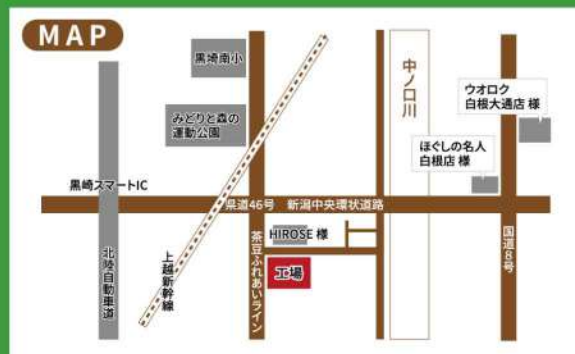 MAP
黒埼南小
みどりと森の
運動公園
黒崎スマートIC
中ノ口川
ウオロク
白根大通店 様
ほぐしの名人
白根店 様
県道46号 新潟中央環状道路
HIROSE 様
工場
北陸自動車道
上越新幹線
茶豆ふれあいライン
国道8号